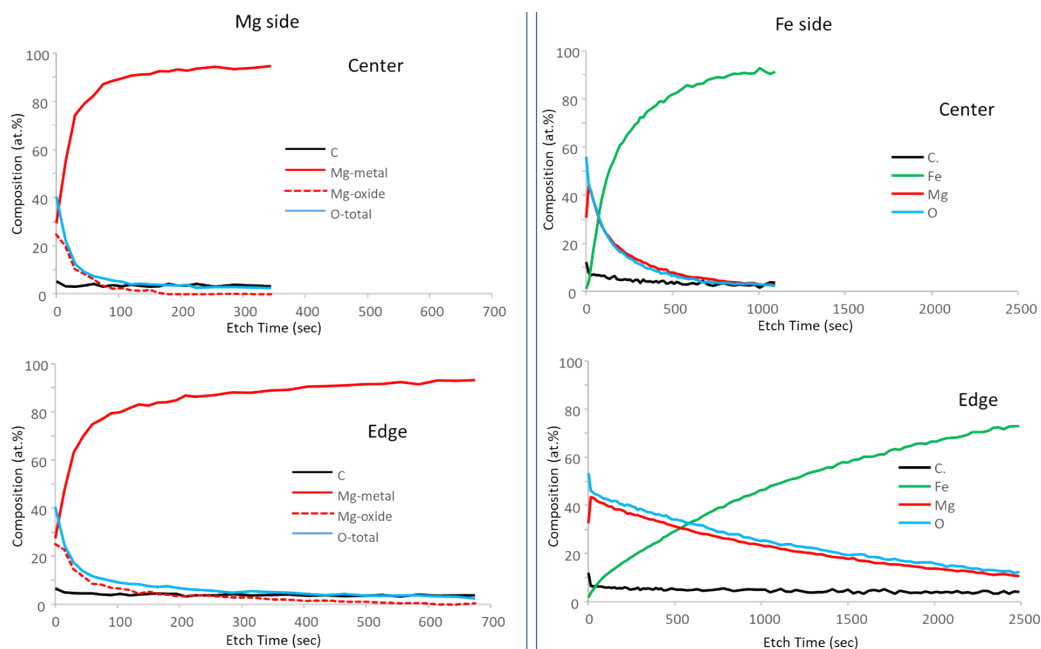 Mg side
Center
100
80
60
40
20
0
0 100 200 300 400 500 600 700
Composition (at.%)
Etch Time (sec)
C
Mg-metal
Mg-oxide
O-total
Edge
100
80
60
40
20
0
0 100 200 300 400 500 600 700
Composition (at.%)
Etch Time (sec)
C
Mg-metal
Mg-oxide
O-total
Fe side
Center
100
80
60
40
20
0
0 500 1000 1500 2000 2500
Composition (at.%)
Etch Time (sec)
C.
Fe
Mg
O
Edge
100
80
60
40
20
0
0 500 1000 1500 2000 2500
Composition (at.%)
Etch Time (sec)
C.
Fe
Mg
O